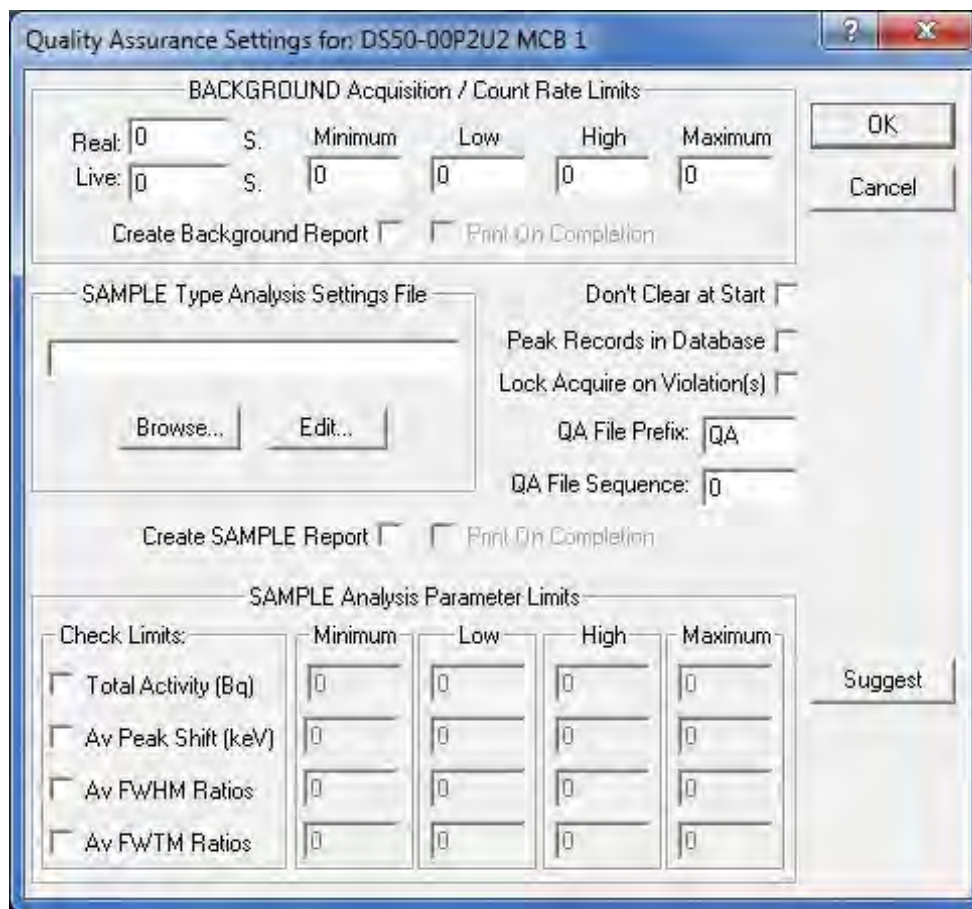 Quality Assurance Settings for: DS50-00P2U2 MCB 1
?
BACKGROUND Acquisition / Count Rate Limits
Real: 0 S. Minimum Low High Maximum
Live: 0 S. 0 0 0 0
Create Background Report Print On Completion
OK
Cancel
SAMPLE Type Analysis Settings File
Browse... Edit...
Don't Clear at Start
Peak Records in Database
Lock Acquire on Violation(s)
QA File Prefix: QA
QA File Sequence: 0
Create SAMPLE Report Print On Completion
SAMPLE Analysis Parameter Limits
Check Limits: Minimum Low High Maximum
Total Activity (Bq) 0 0 0 0
Av Peak Shift (keV) 0 0 0 0
Av FWHM Ratios 0 0 0 0
Av FWTM Ratios 0 0 0 0
Suggest